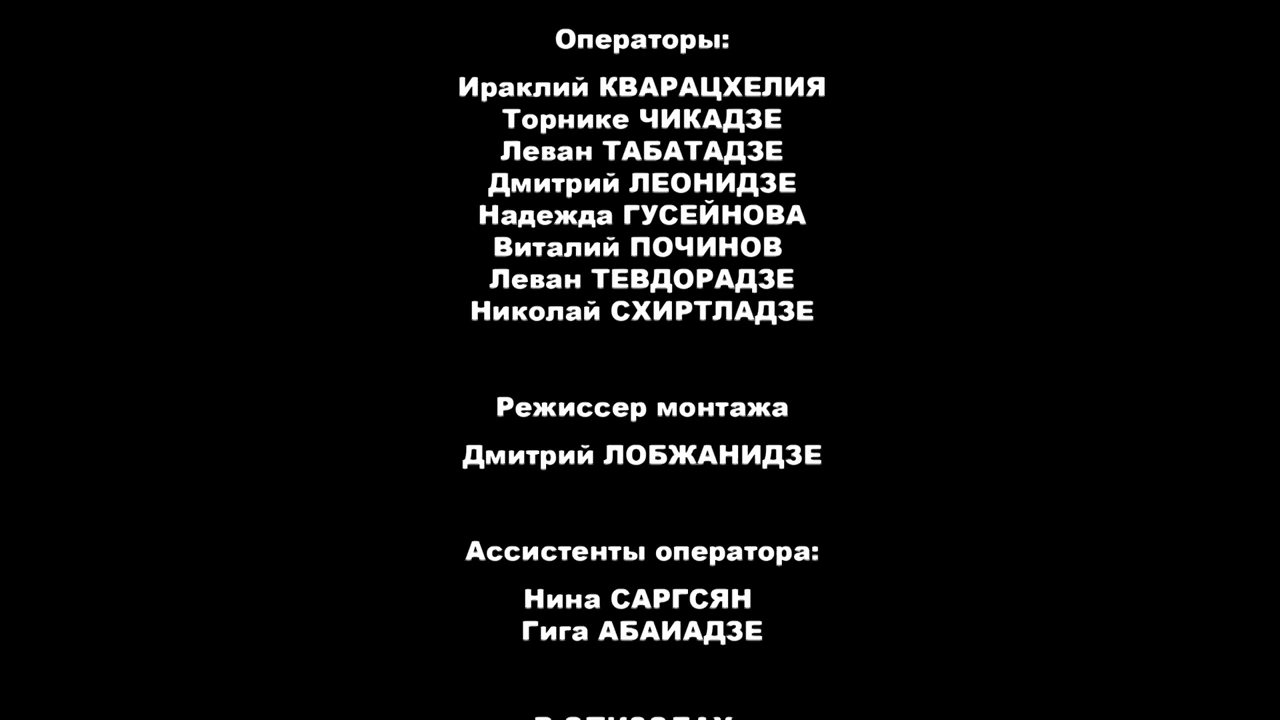 Операторы:
Ираклий КВАРАЦХЕЛИЯ
Торнике ЧИКАДЗЕ
Леван ТАБАТАДЗЕ
Дмитрий ЛЕОНИДЗЕ
Надежда ГУСЕЙНОВА
Виталий ПОЧИНОВ
Леван ТЕВДОРАДЗЕ
Николай СХИРТЛАДЗЕ
Режиссер монтажа
Дмитрий ЛОБЖАНИДЗЕ
Ассистенты оператора:
Нина САРГСЯН
Гига АБАИАДЗЕ